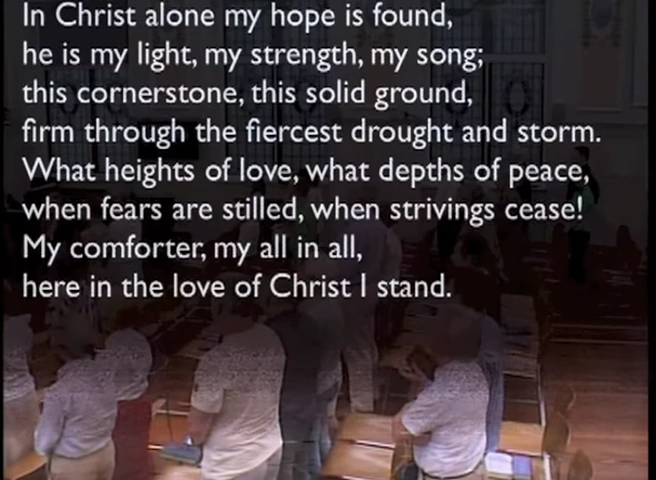 In Christ alone my hope is found,
he is my light, my strength, my song;
this cornerstone, this solid ground,
firm through the fiercest drought and storm.
What heights of love, what depths of peace,
when fears are stilled, when strivings cease!
My comforter, my all in all,
here in the love of Christ I stand.